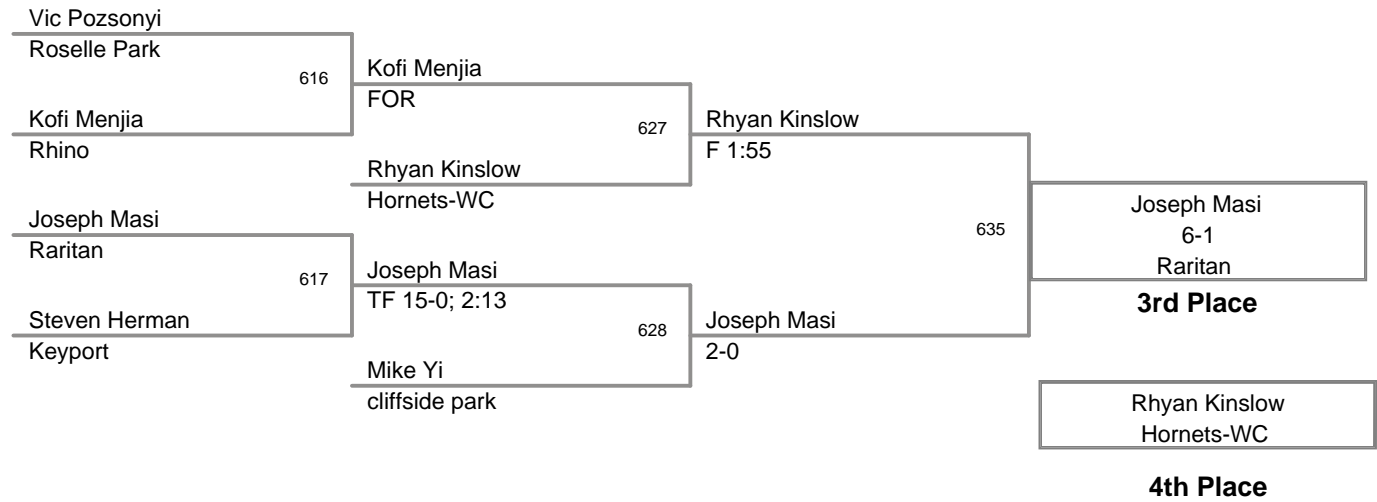 Vic Pozsonyi
Roselle Park
616
Kofi Menjia
FOR
Kofi Menjia
Rhino
627
Rhyan Kinslow
F 1:55
Rhyan Kinslow
Hornets-WC
Joseph Masi
Raritan
635
Joseph Masi
6-1
Raritan
3rd Place
617
Joseph Masi
TF 15-0; 2:13
Steven Herman
Keyport
628
Joseph Masi
2-0
Mike Yi
cliffside park
Rhyan Kinslow
Hornets-WC
4th Place